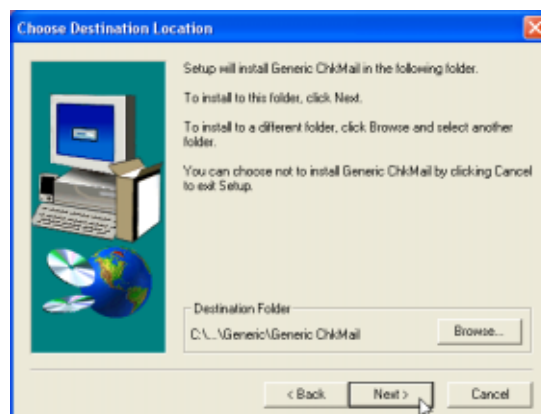 Choose Destination Location
Setup will install Generic ChkMail in the following folder.
To install to this folder, click Next.
To install to a different folder, click Browse and select another
folder.
You can choose not to install Generic ChkMail by clicking Cancel
to exit Setup.
Destination Folder
C:\...\Generic\Generic ChkMail
Browse...
< Back
Next >
Cancel